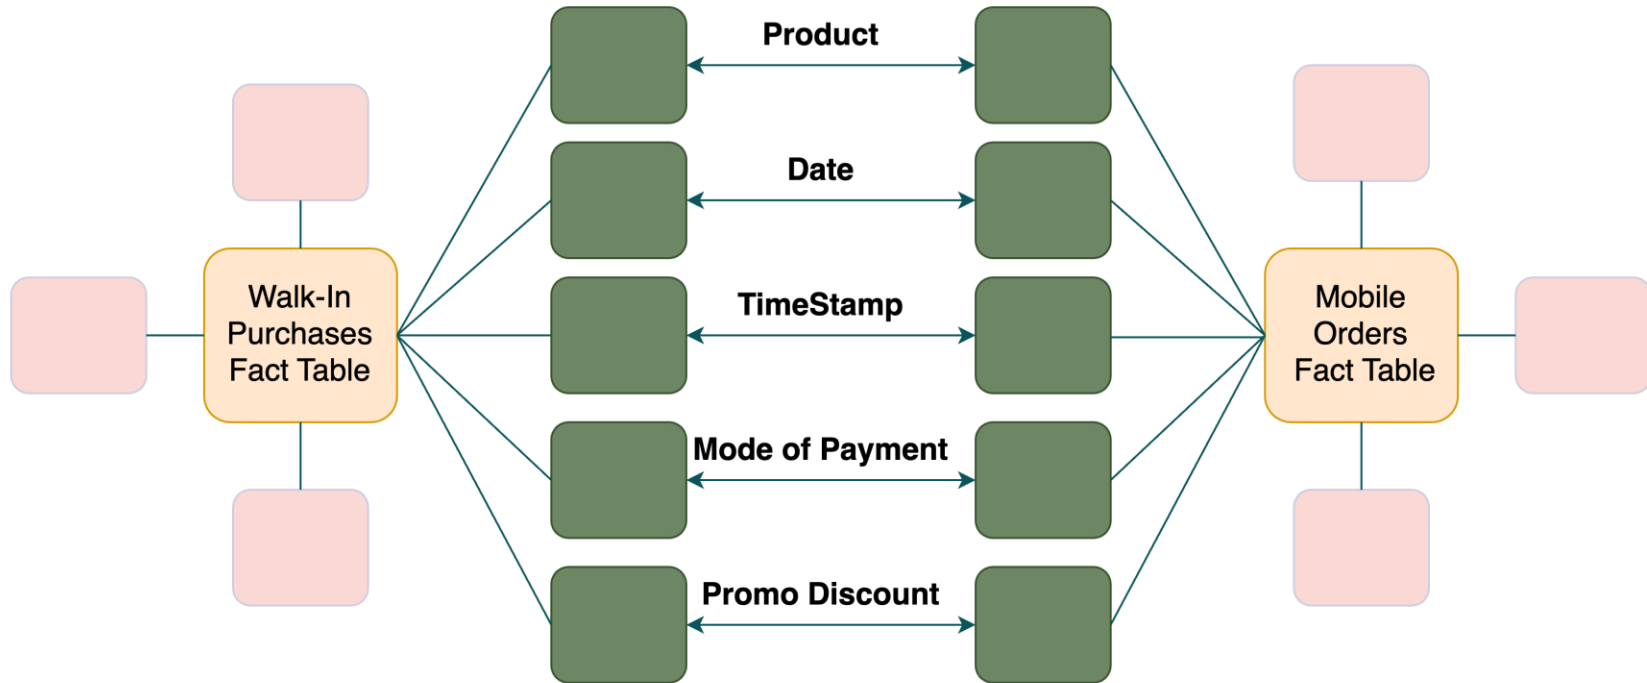 Product
Date
TimeStamp
Mode of Payment
Promo Discount
Walk-In
Purchases
Fact Table
Mobile
Orders
Fact Table